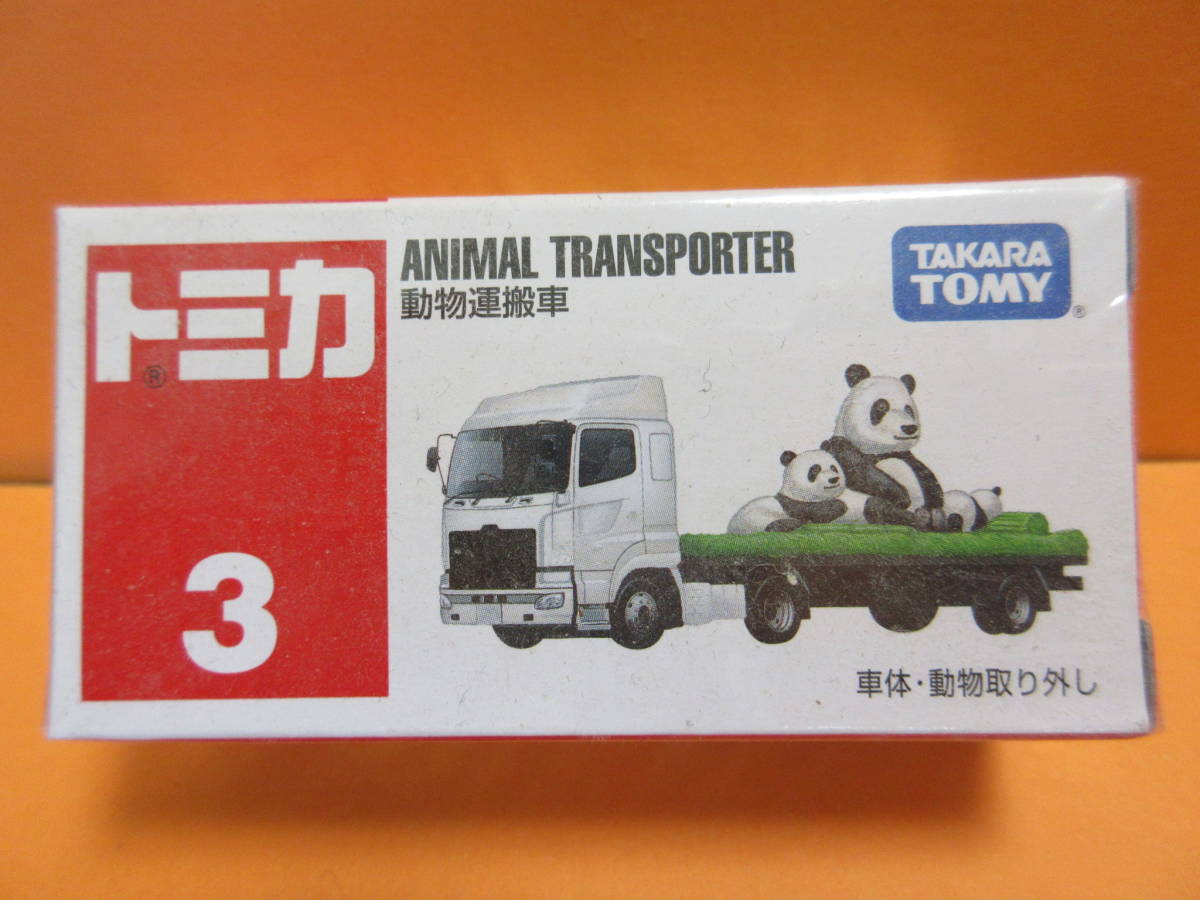 トミカ
®
3
ANIMAL TRANSPORTER
動物運搬車
TAKARA
TOMY
®
車体・動物取り外し